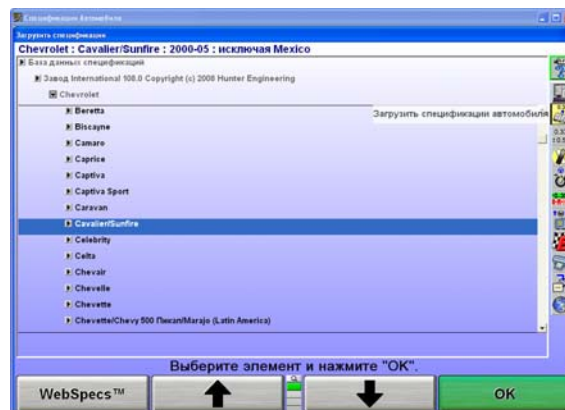 Спецификации Автомобиля
Загрузить спецификации
Chevrolet : Cavalier/Sunfire : 2000-05 : исключая Mexico
База данных спецификаций
Завод International 108.0 Copyright (c) 2008 Hunter Engineering
Chevrolet
Beretta
Загрузить спецификации автомобиля
Biscayne
Camaro
Caprice
Captiva
Captiva Sport
Caravan
Cavalier/Sunfire
Celebrity
Celta
Chevair
Chevelle
Chevette
Chevette/Chevy 500 Пикап/Marajo (Latin America)
Выберите элемент и нажмите "OK".
WebSpecs™
OK